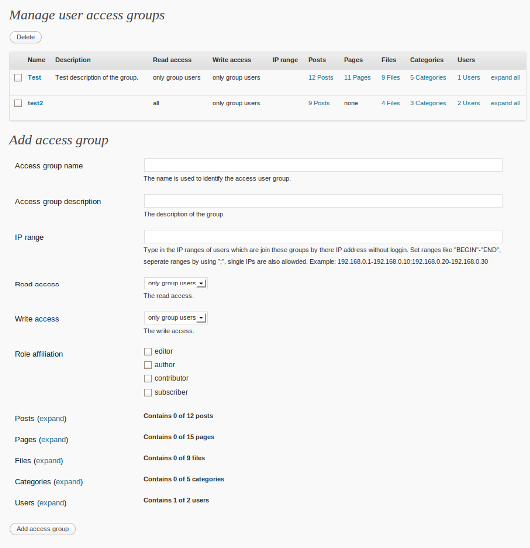 Manage user access groups
Delete
Name Description Read access Write access IP range Posts Pages Files Categories Users
Test Test description of the group. only group users only group users 12 Posts 11 Pages 9 Files 5 Categories 1 Users expand all
test2 all only group users 9 Posts none 4 Files 3 Categories 2 Users expand all
Add access group
Access group name
The name is used to identify the access user group.
Access group description
The description of the group
IP range
Type in the IP ranges of users which are join these groups by there IP address without loggin. Set ranges like "BEGIN"-"END",
seperate ranges by using ";", single IPs are also allowded. Example: 192.168.0.1-192.168.0.10;192.168.0.20-192.168.0.30
Read access only group users
The read access.
Write access only group users
The write access.
Role affiliation editor
author
contributor
subscriber
Posts (expand) Contains 0 of 12 posts
Pages (expand) Contains 0 of 15 pages
Files (expand) Contains 0 of 9 files
Categories (expand) Contains 0 of 5 categories
Users (expand) Contains 1 of 2 users
Add access group